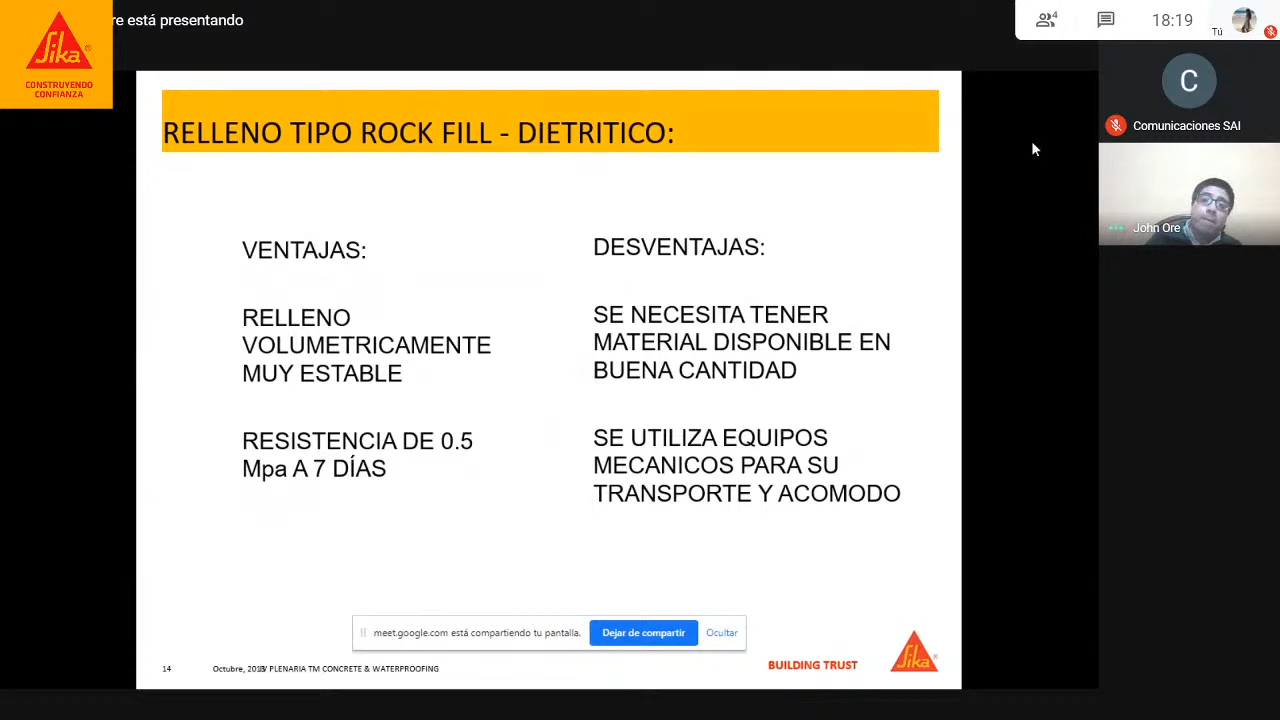 Sika
CONSTRUYENDO
CONFIANZA
re está presentando
4
18:19
Tú
C
Comunicaciones SAI
John Ore
RELLENO TIPO ROCK FILL - DIETRITICO:
VENTAJAS:
RELLENO
VOLUMETRICAMENTE
MUY ESTABLE
RESISTENCIA DE 0.5
Mpa A 7 DÍAS
DESVENTAJAS:
SE NECESITA TENER
MATERIAL DISPONIBLE EN
BUENA CANTIDAD
SE UTILIZA EQUIPOS
MECANICOS PARA SU
TRANSPORTE Y ACOMODO
meet.google.com está compartiendo tu pantalla.
Dejar de compartir
Ocultar
14
Octubre, PLENARIA TM CONCRETE & WATERPROOFING
BUILDING TRUST
Sika